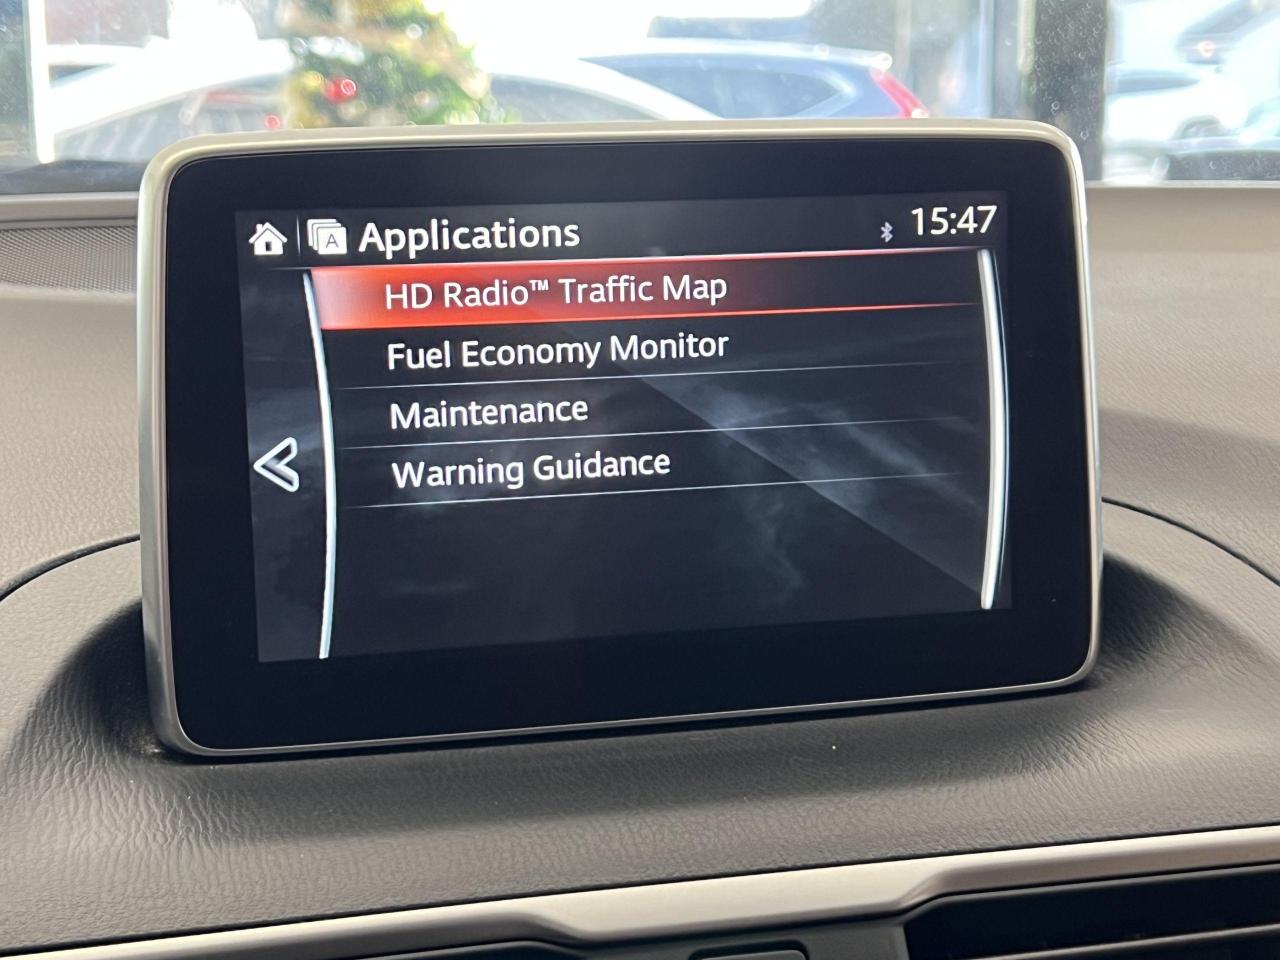 Applications
15:47
HD Radio™ Traffic Map
Fuel Economy Monitor
Maintenance
Warning Guidance